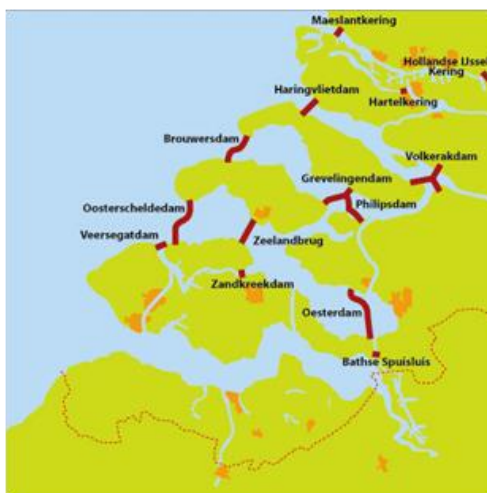 Maeslantkering
Hollandse IJssel
Kering
Hartelkering
Haringvlietdam
Brouwersdam
Volkerakdam
Grevelingendam
Philipsdam
Oosterscheldedam
Veersegatdam
Zeelandbrug
Zandkreekdam
Oesterdam
Bathse Spuisluis